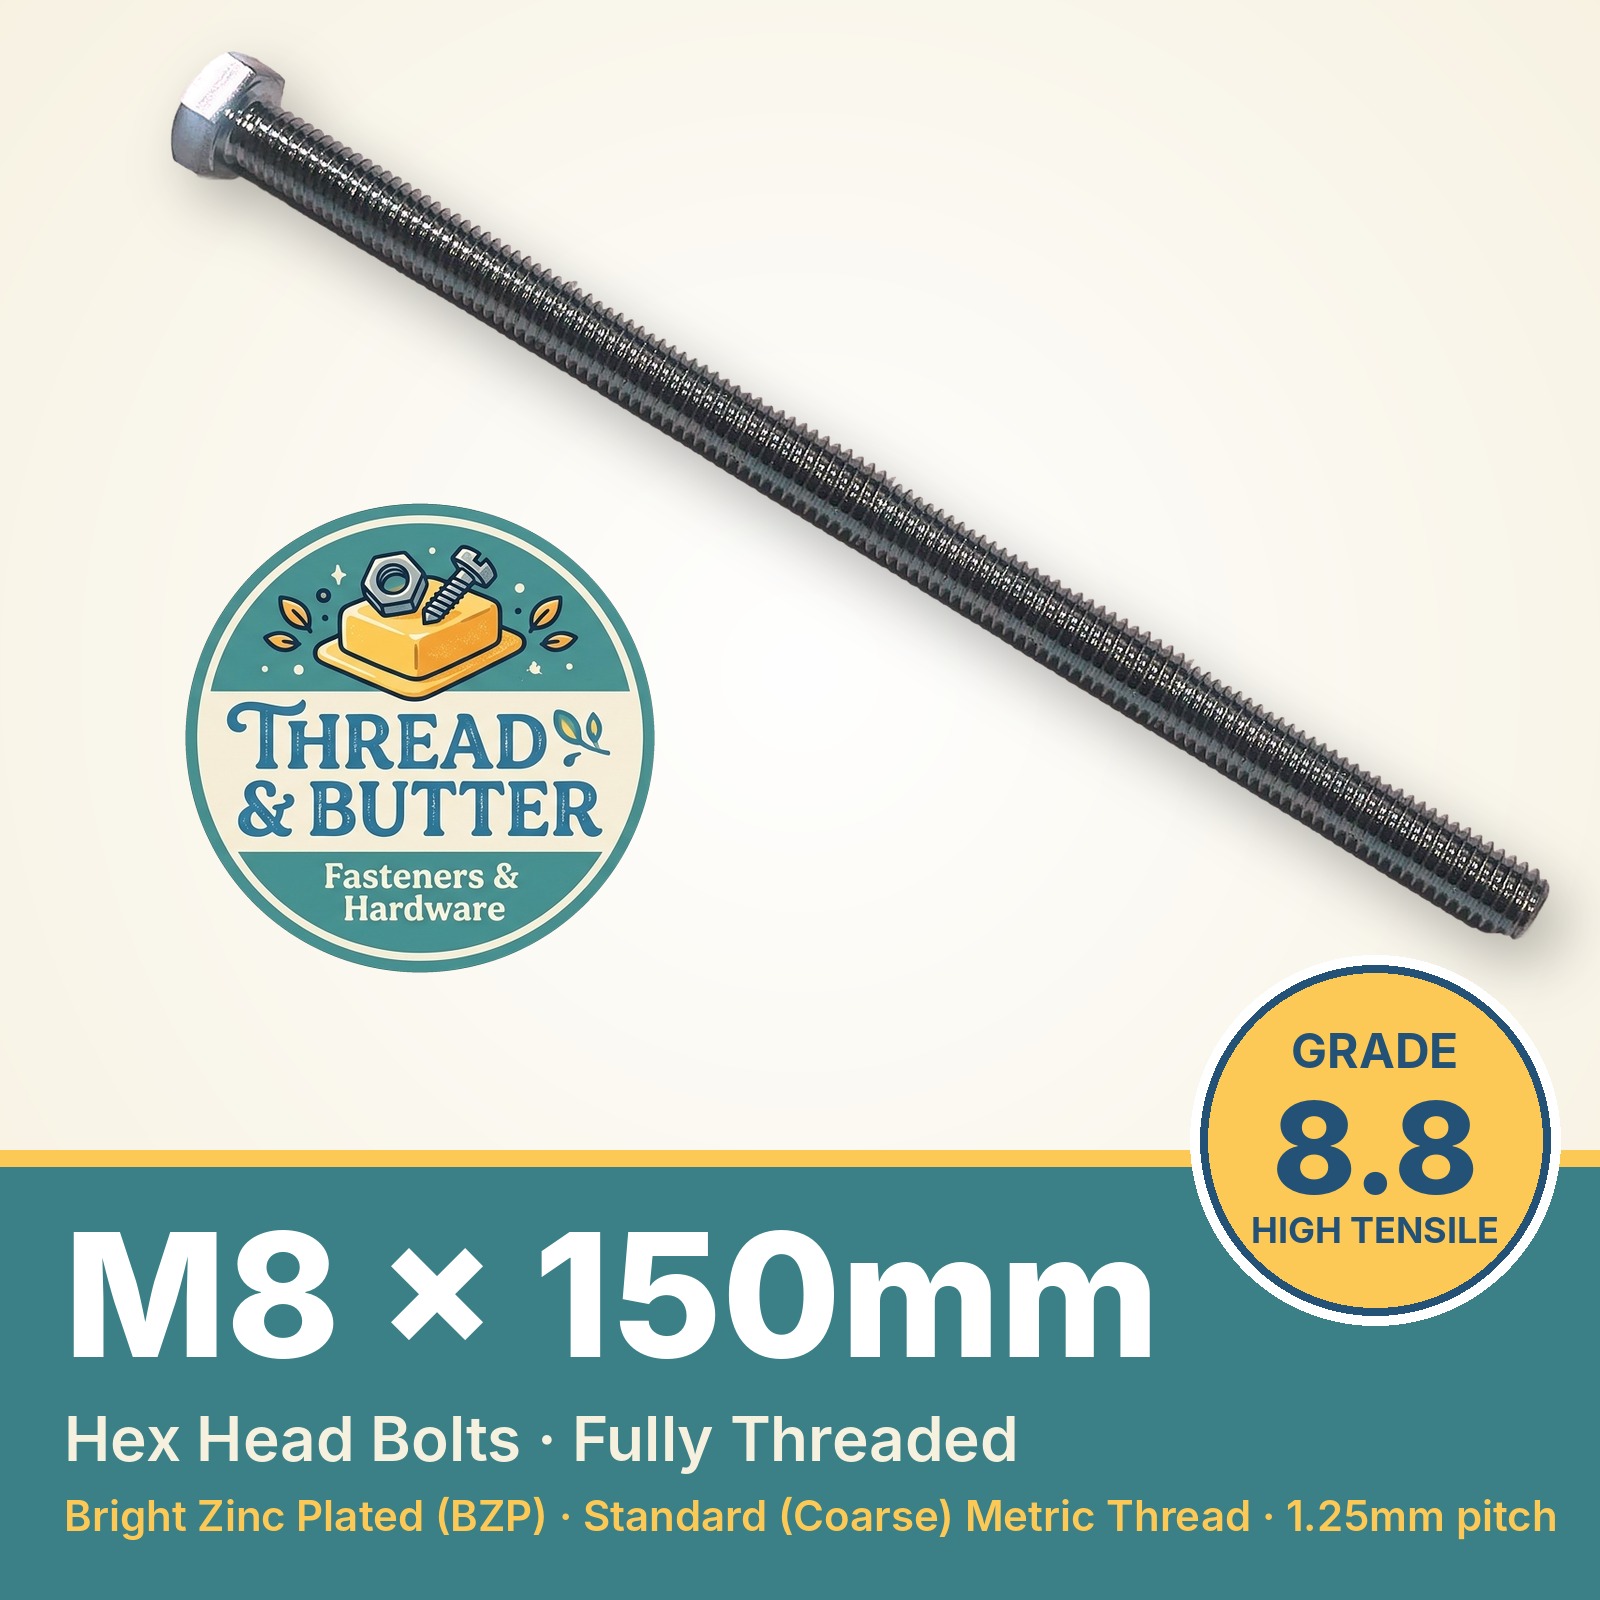 THREAD
& BUTTER
Fasteners &
Hardware
GRADE
8.8
HIGH TENSILE
M8 × 150mm
Hex Head Bolts · Fully Threaded
Bright Zinc Plated (BZP) · Standard (Coarse) Metric Thread · 1.25mm pitch